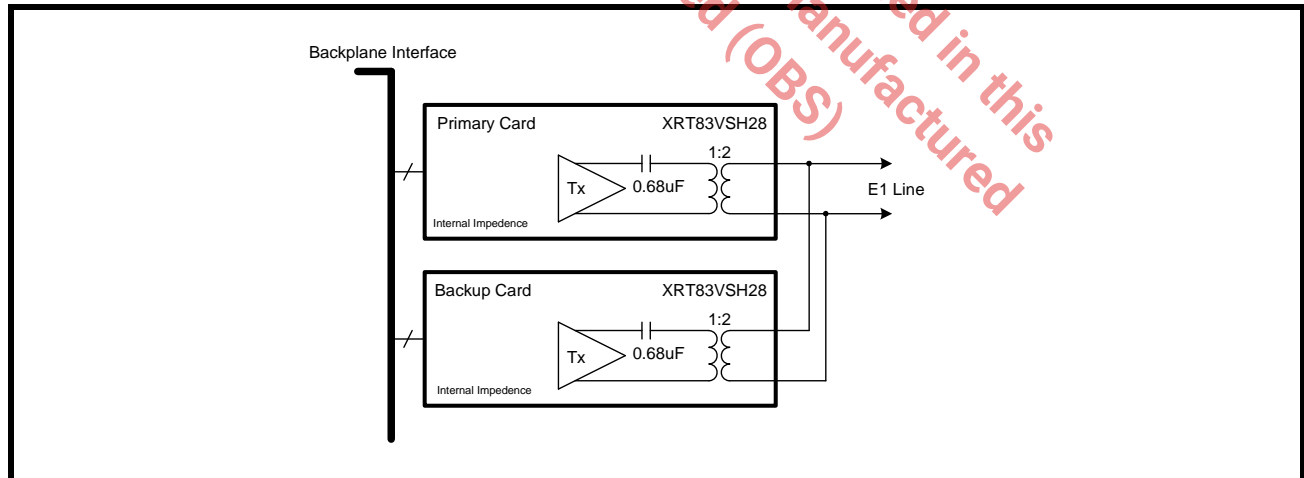 ed in this
anufactured
ed (OBS)
Backplane Interface
Primary Card XRT83VSH28
1:2
Tx 0.68uF
E1 Line
Internal Impedence
Backup Card XRT83VSH28
1:2
Tx 0.68uF
Internal Impedence